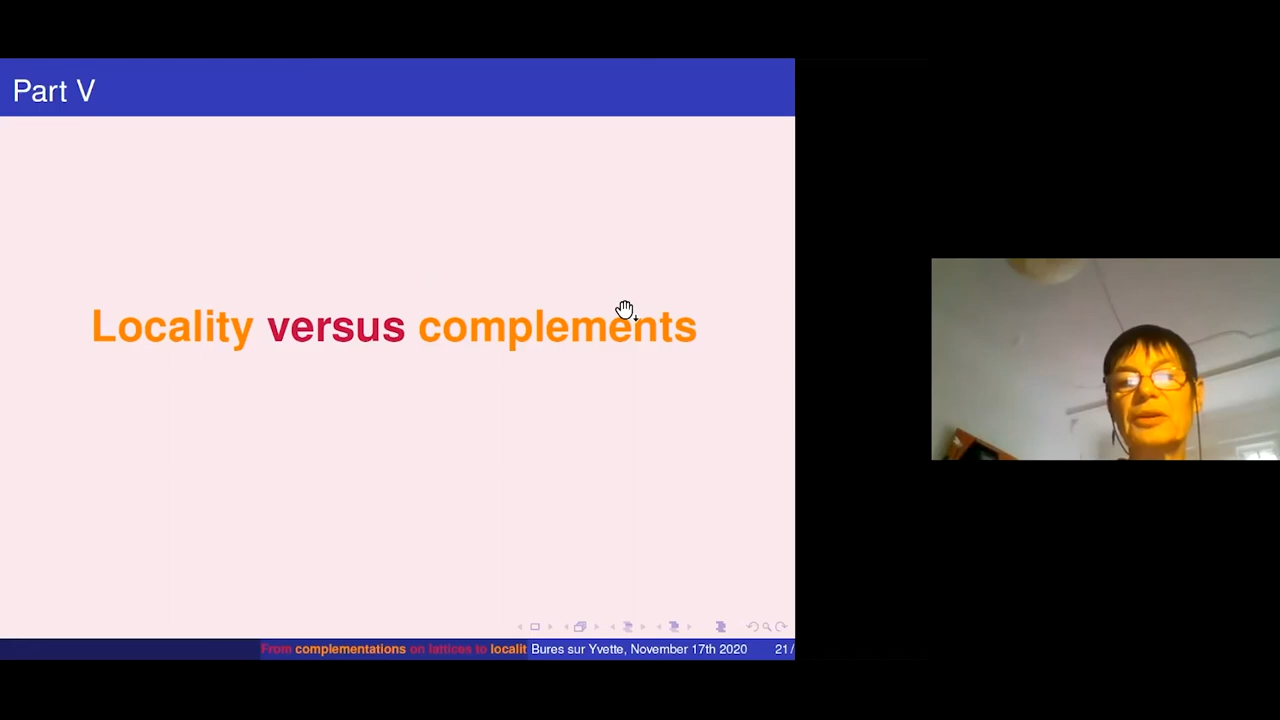 Part V
Locality versus complements
From complementations on lattices to localit Bures sur Yvette, November 17th 2020 21/